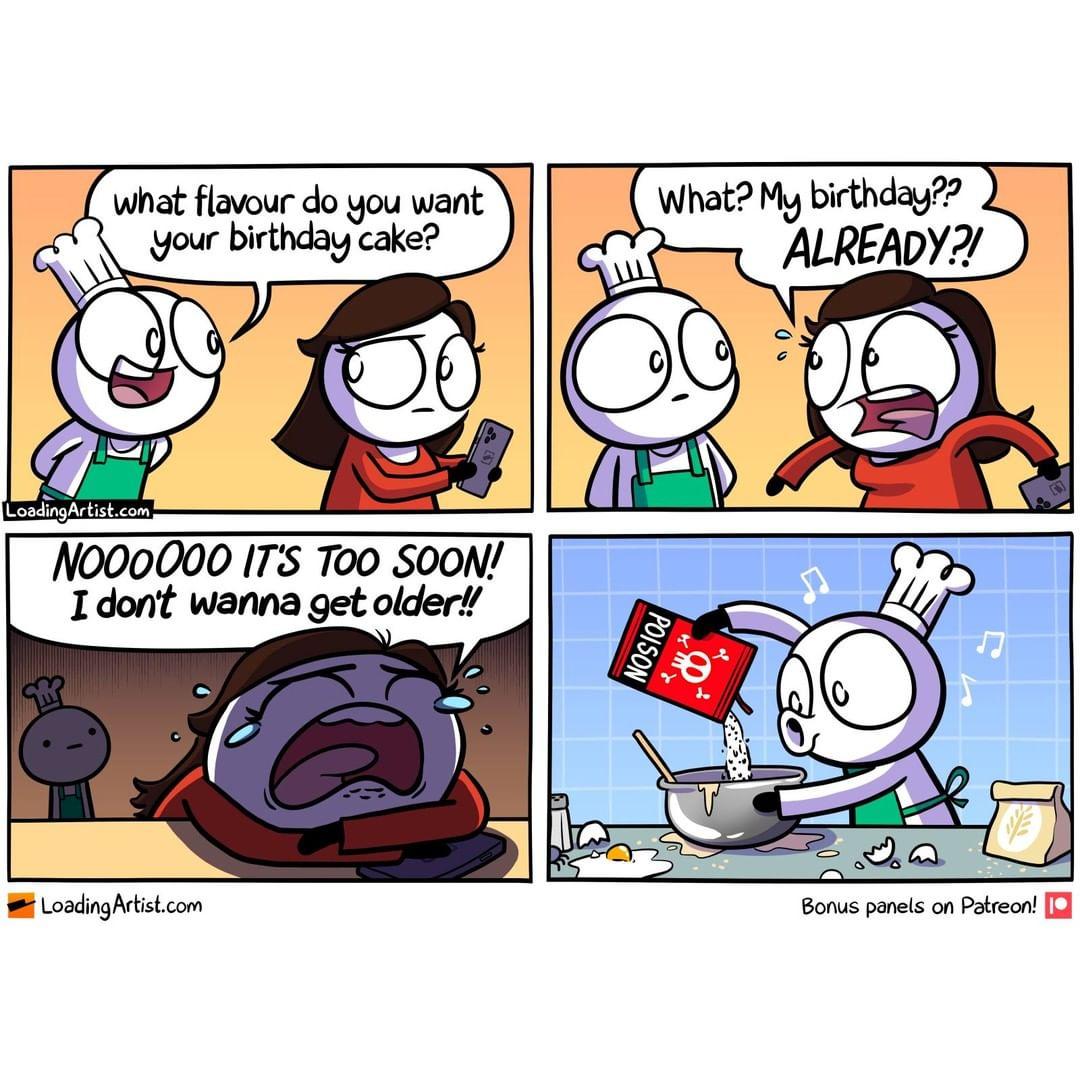 what flavour do you want
your birthday cake?
LoadingArtist.com
What? My birthday??
ALREADY?!
NOOoOOO IT'S TOO SOON!
I don't wanna get older!!
POISON
LoadingArtist.com
Bonus panels on Patreon!